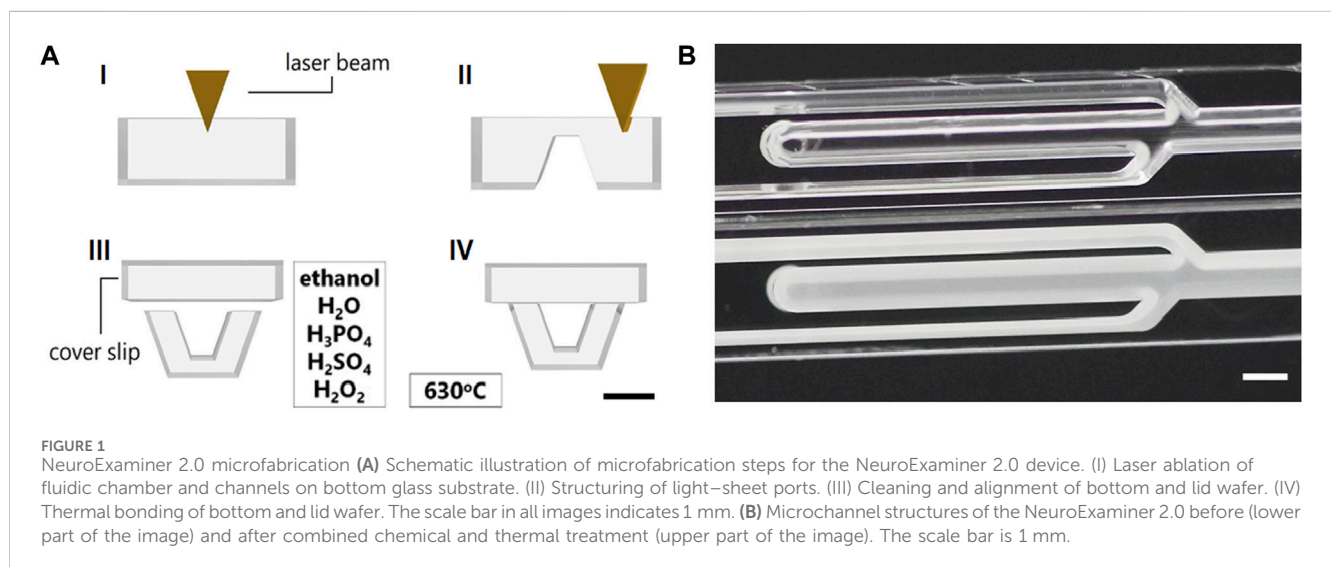 A
I
laser beam
II
B
III
cover slip
ethanol
H₂O
H₃PO₄
H₂SO₄
H₂O₂
IV
630°C
FIGURE 1
NeuroExaminer 2.0 microfabrication (A) Schematic illustration of microfabrication steps for the NeuroExaminer 2.0 device. (I) Laser ablation of
fluidic chamber and channels on bottom glass substrate. (II) Structuring of light–sheet ports. (III) Cleaning and alignment of bottom and lid wafer. (IV)
Thermal bonding of bottom and lid wafer. The scale bar in all images indicates 1 mm. (B) Microchannel structures of the NeuroExaminer 2.0 before (lower
part of the image) and after combined chemical and thermal treatment (upper part of the image). The scale bar is 1 mm.